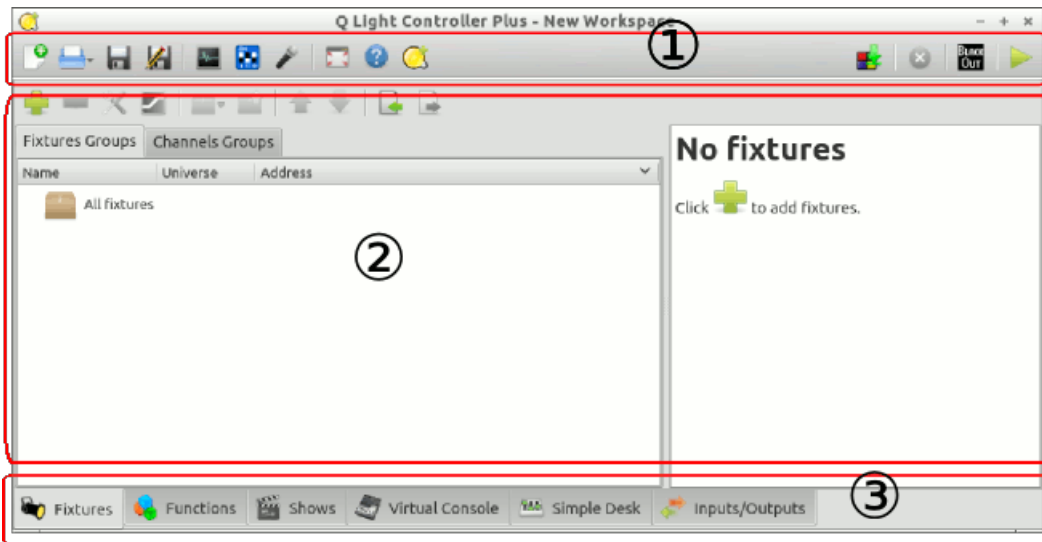 Q Light Controller Plus - New Workspace
①
BLACK OUT
Fixtures Groups Channels Groups
Name Universe Address
All fixtures
②
No fixtures
Click to add fixtures.
③
Fixtures Functions Shows Virtual Console Simple Desk Inputs/Outputs